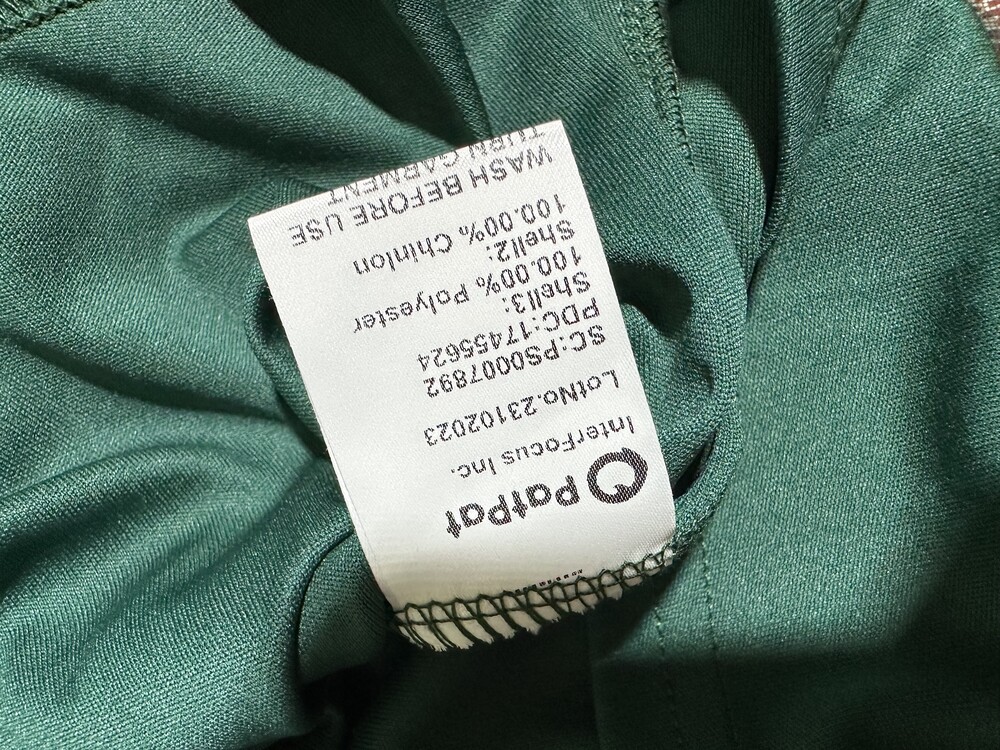 PatPat
InterFocus Inc.
LotNo.23102023
SC:PS0007892
PDC:17455624
Shell3:
100.00% Polyester
Shell2:
100.00% Chinlon
WASH BEFORE USE
TURN GARMENT